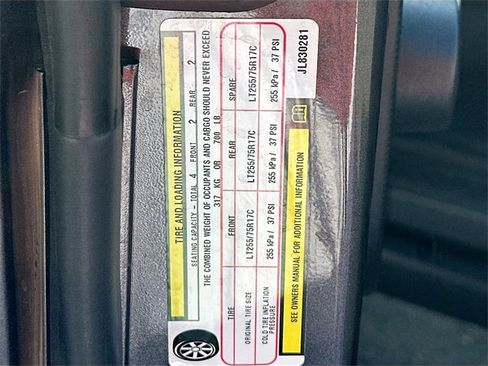 TIRE AND LOADING INFORMATION
SEATING CAPACITY - TOTAL 4 FRONT 2 REAR 2
THE COMBINED WEIGHT OF OCCUPANTS AND CARGO SHOULD NEVER EXCEED
317 KG OR 700 LB
TIRE FRONT REAR SPARE
ORIGINAL TIRE SIZE LT255/75R17C LT255/75R17C LT255/75R17C
COLD TIRE INFLATION
PRESSURE 255 kPa / 37 PSI 255 kPa / 37 PSI 255 kPa / 37 PSI
SEE OWNERS MANUAL FOR ADDITIONAL INFORMATION
JL830281